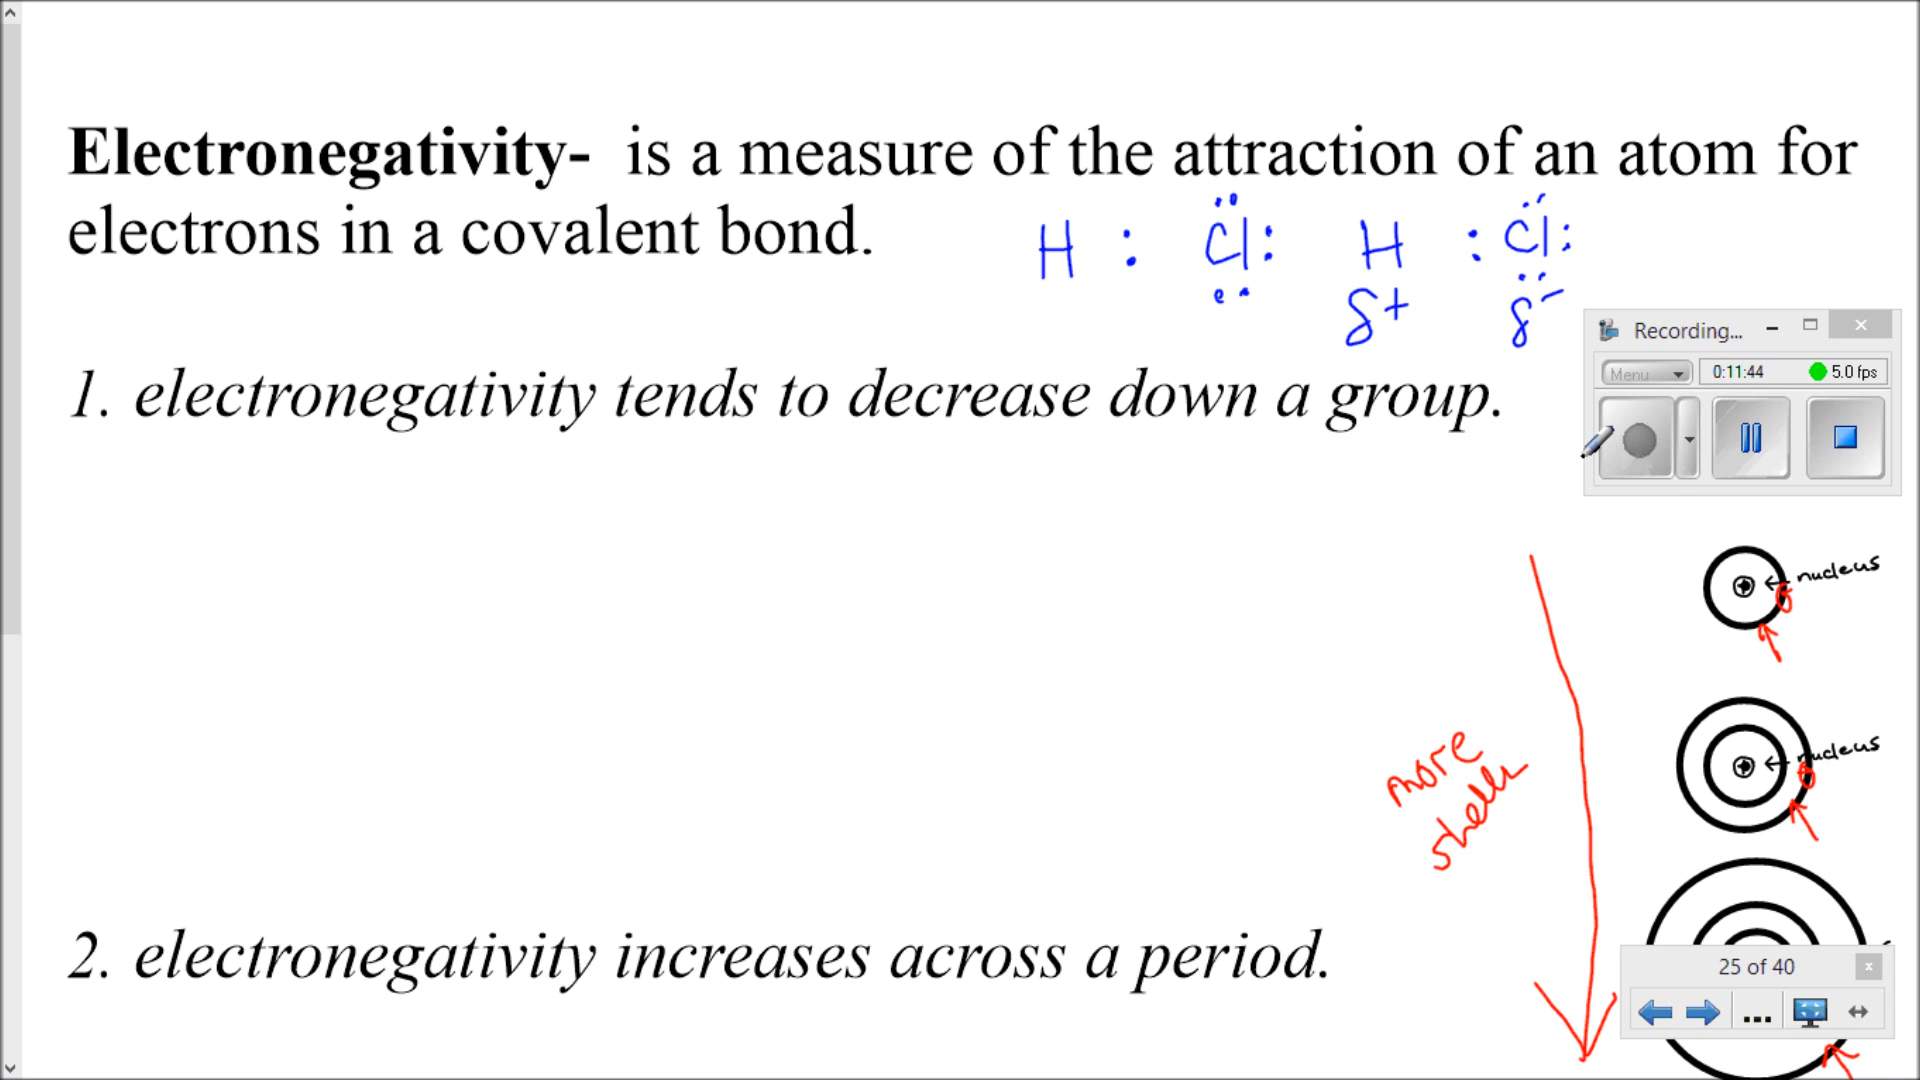 Electronegativity- is a measure of the attraction of an atom for
electrons in a covalent bond.
H : Cl: H :Cl:
δ+ δ-
Recording...
Menu 0:11:44 5.0 fps
1. electronegativity tends to decrease down a group.
nucleus
nucleus
more
shells
2. electronegativity increases across a period.
25 of 40